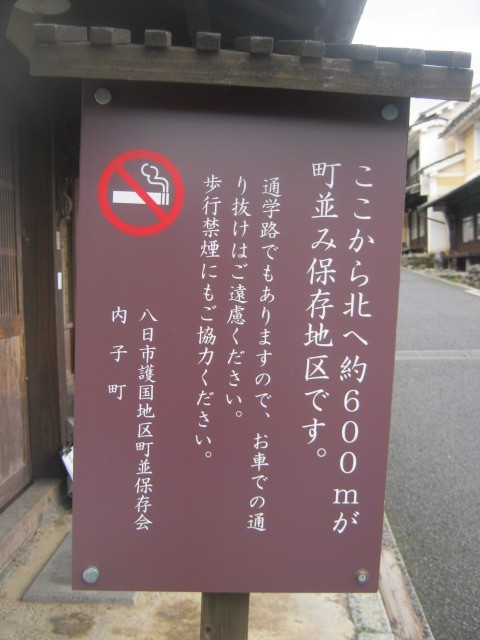 ここから北へ約600mが
町並み保存地区です。
通学路でもありますので、お車での通
り抜けはご遠慮ください。
歩行禁煙にもご協力ください。
八日市護国地区町並保存会
内子町